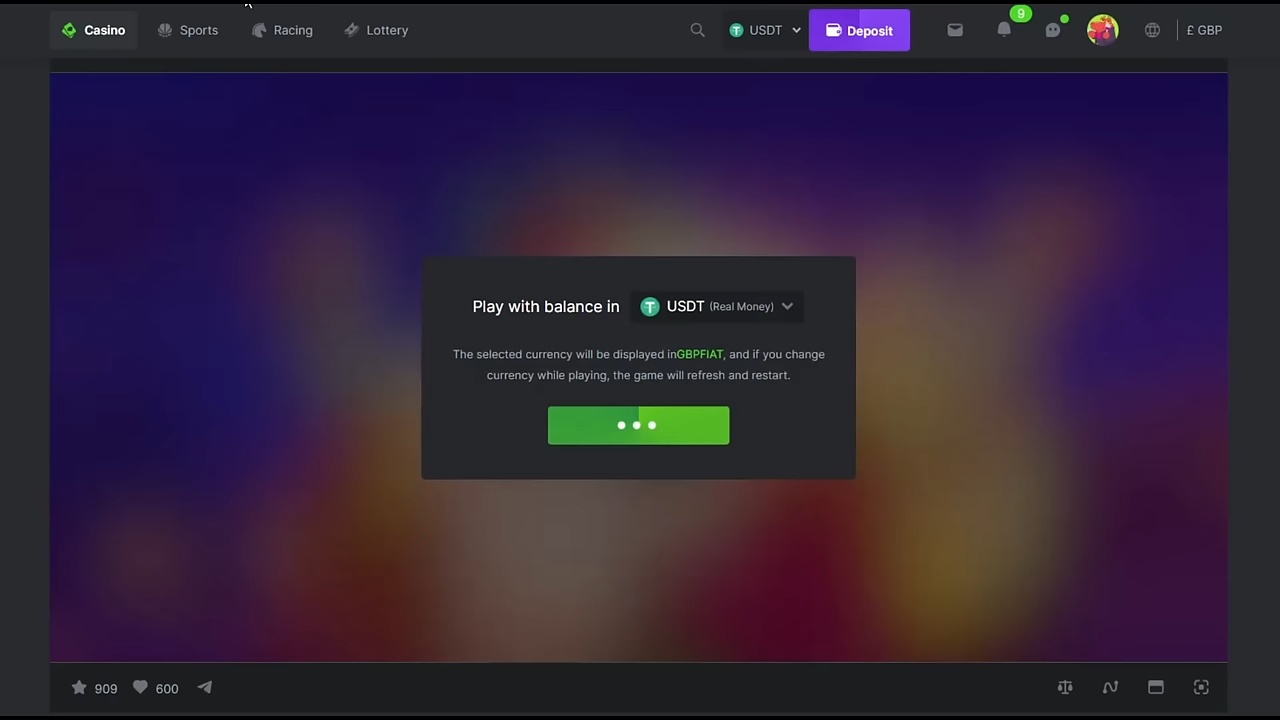 Casino Sports Racing Lottery USDT Deposit 9 £ GBP
Play with balance in USDT (Real Money)
The selected currency will be displayed inGBPFIAT, and if you change
currency while playing, the game will refresh and restart.
909 600